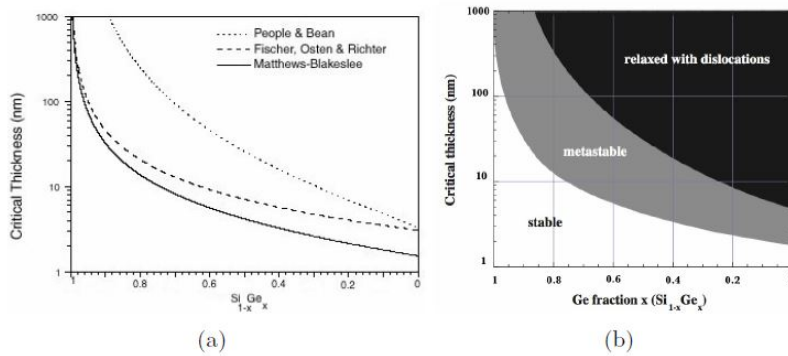 1000
100
10
1
Critical Thickness (nm)
People & Bean
Fischer, Osten & Richter
Matthews-Blakeslee
1 0.8 0.6 0.4 0.2 0
Si1-xGex
(a)
b)
1000
100
10
1
Critical thickness (nm)
relaxed with dislocations
metastable
stable
1 0.8 0.6 0.4 0.2
Ge fraction x (Si1-xGex)
(b)